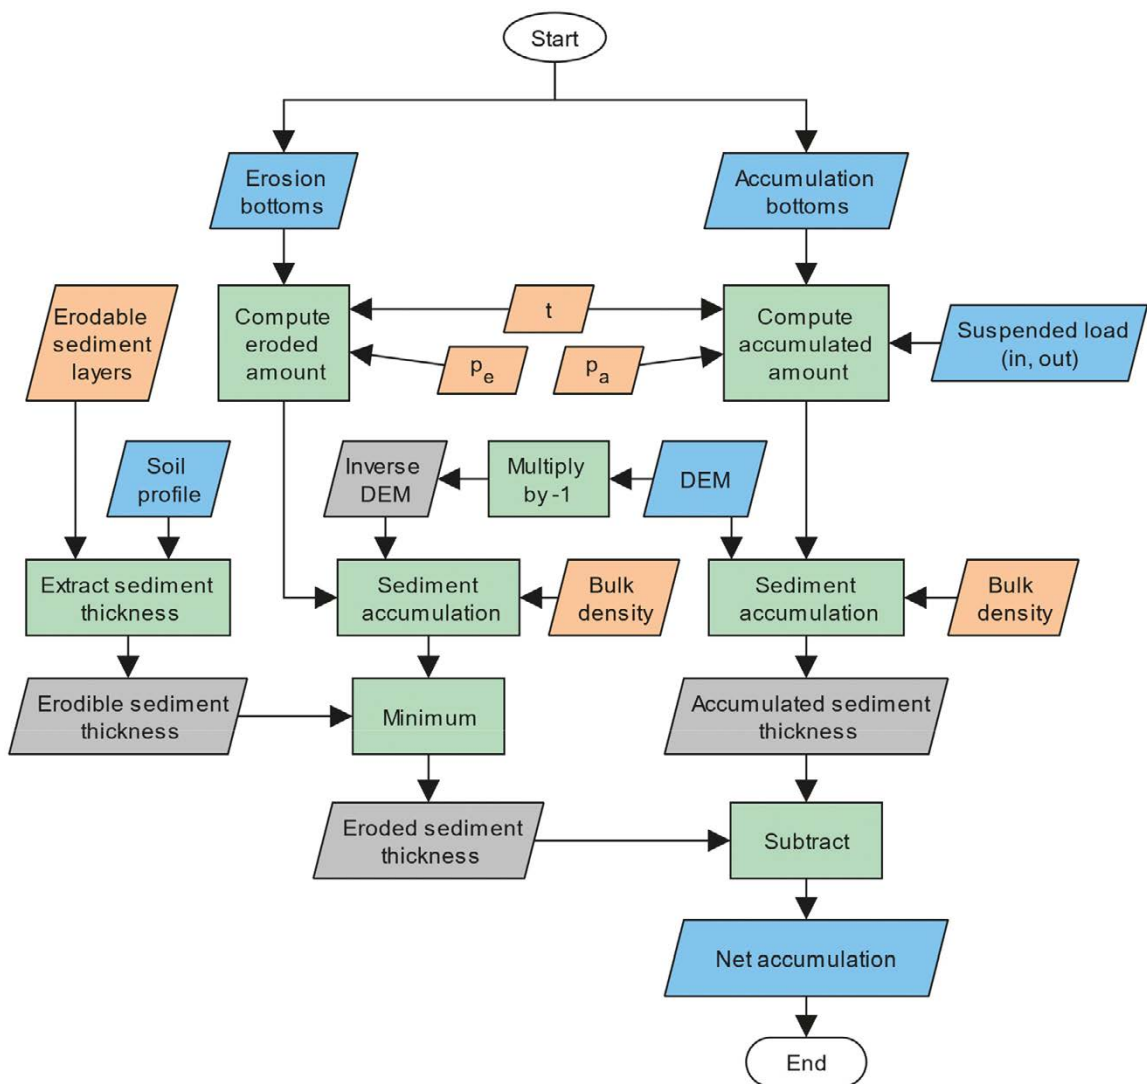 Start
Erosion
bottoms
Accumulation
bottoms
Erodable
sediment
layers
Compute
eroded
amount
t
Compute
accumulated
amount
Suspended load
(in, out)
pe
pa
Soil
profile
Inverse
DEM
Multiply
by -1
DEM
Extract sediment
thickness
Sediment
accumulation
Bulk
density
Sediment
accumulation
Bulk
density
Erodible sediment
thickness
Minimum
Accumulated sediment
thickness
Eroded sediment
thickness
Subtract
Net accumulation
End